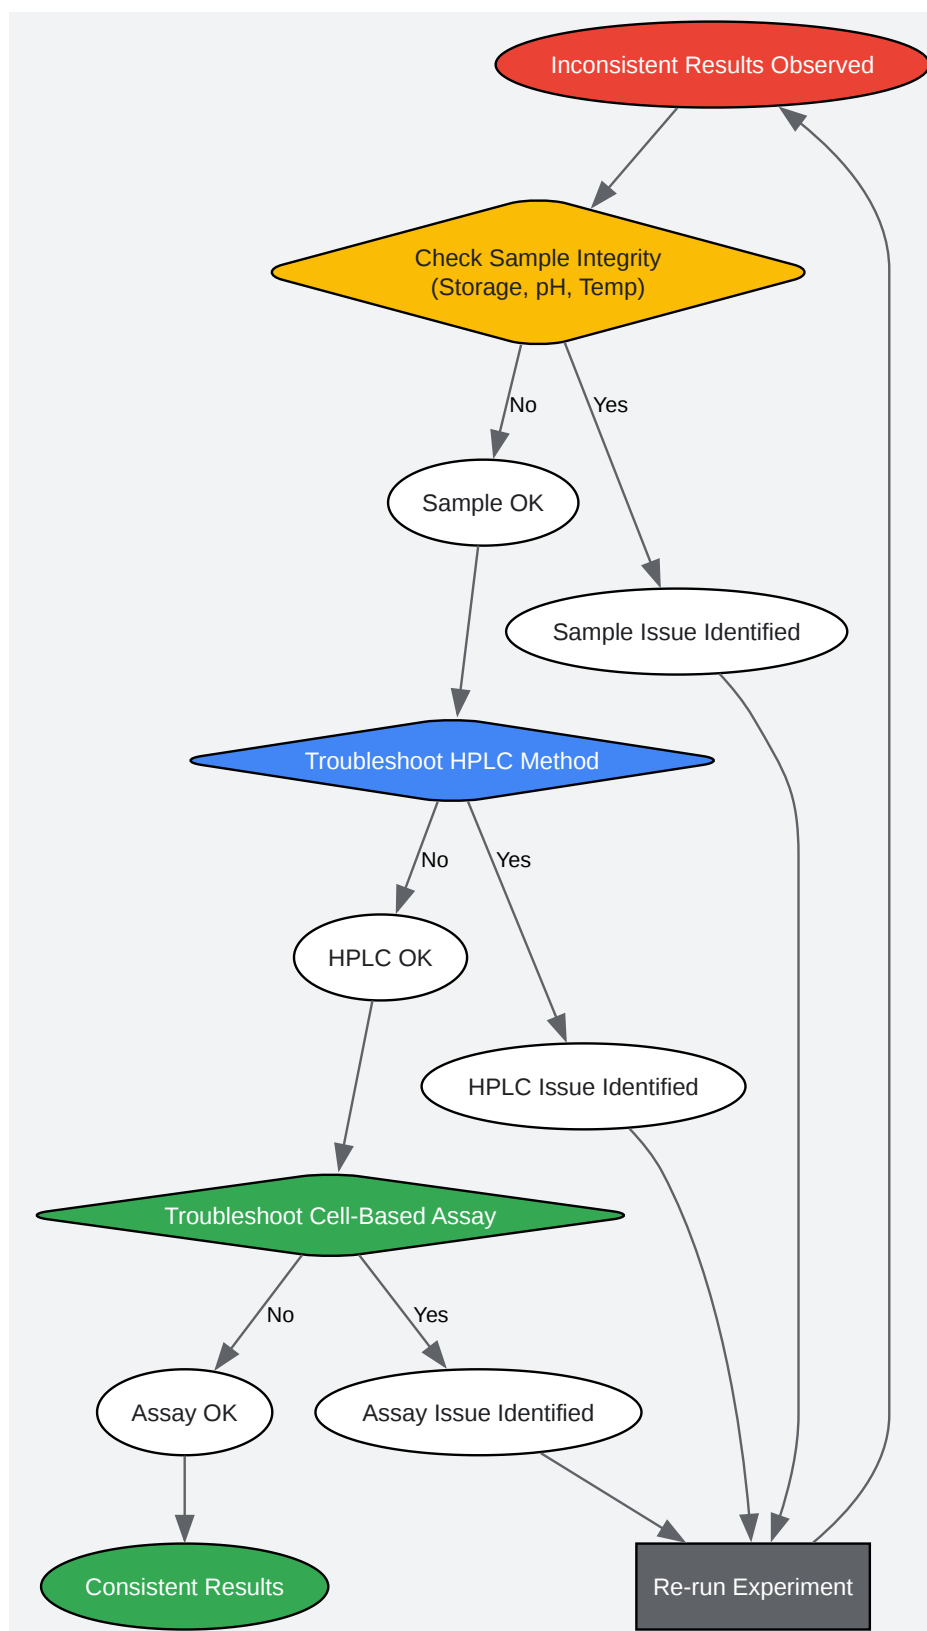 Inconsistent Results Observed
Check Sample Integrity
(Storage, pH, Temp)
No
Yes
Sample OK
Sample Issue Identified
Troubleshoot HPLC Method
No
Yes
HPLC OK
HPLC Issue Identified
Troubleshoot Cell-Based Assay
No
Yes
Assay OK
Assay Issue Identified
Consistent Results
Re-run Experiment